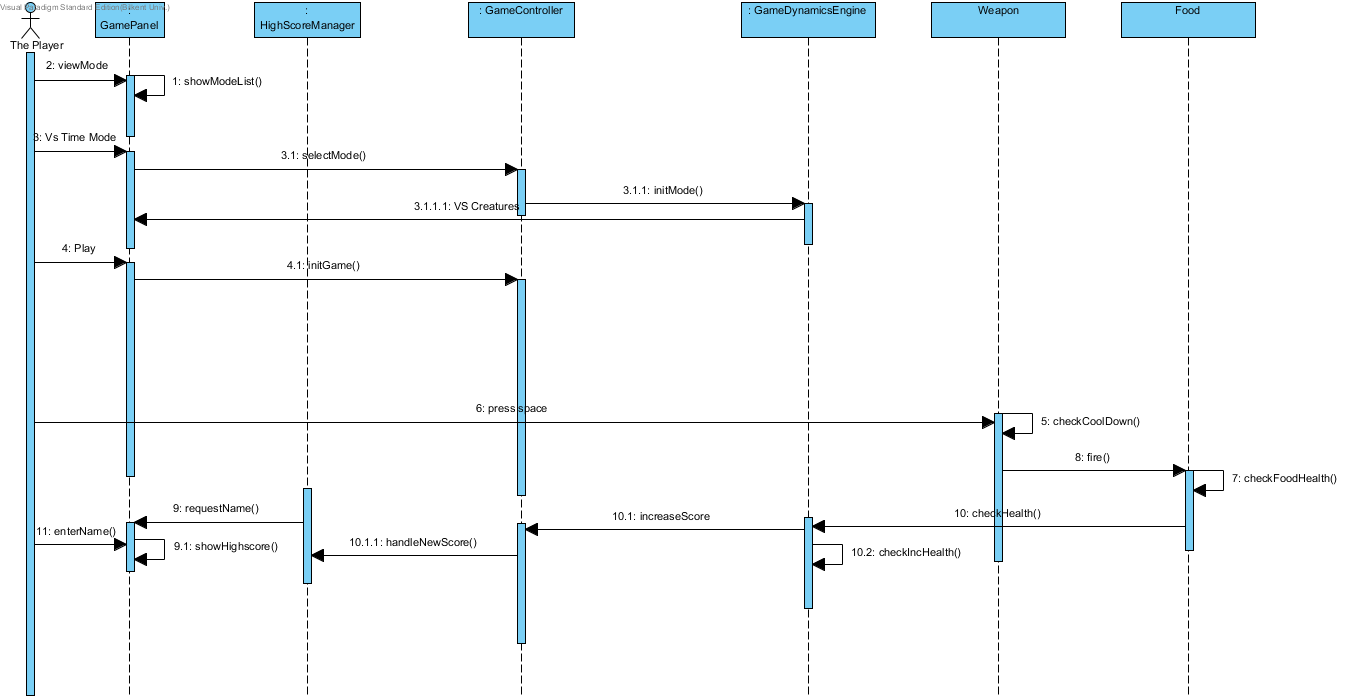 Visual Paradigm Standard Edition(Bilkent Univ.)
The Player
:
GamePanel
:
HighScoreManager
: GameController
: GameDynamicsEngine
Weapon
Food
2: viewMode
1: showModeList()
3: Vs Time Mode
3.1: selectMode()
3.1.1: initMode()
3.1.1.1: VS Creatures
4: Play
4.1: initGame()
6: press space
5: checkCoolDown()
8: fire()
7: checkFoodHealth()
9: requestName()
10: checkHealth()
10.1: increaseScore
11: enterName()
9.1: showHighscore()
10.1.1: handleNewScore()
10.2: checkIncHealth()